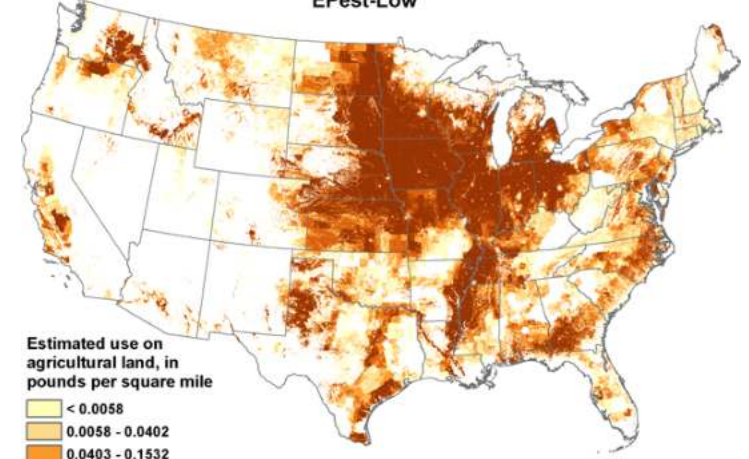 EPest-Low
Estimated use on
agricultural land, in
pounds per square mile
< 0.0058
0.0058 - 0.0402
0.0403 - 0.1532